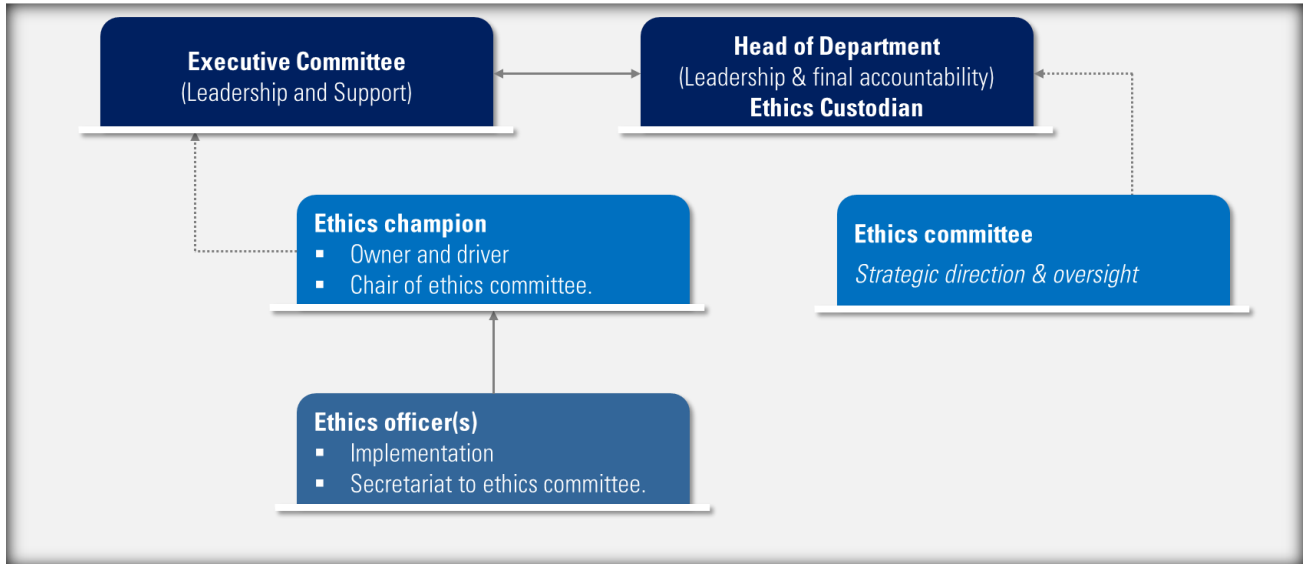 Executive Committee
(Leadership and Support)
Head of Department
(Leadership & final accountability)
Ethics Custodian
Ethics champion
▪ Owner and driver
▪ Chair of ethics committee.
Ethics committee
Strategic direction & oversight
Ethics officer(s)
▪ Implementation
▪ Secretariat to ethics committee.